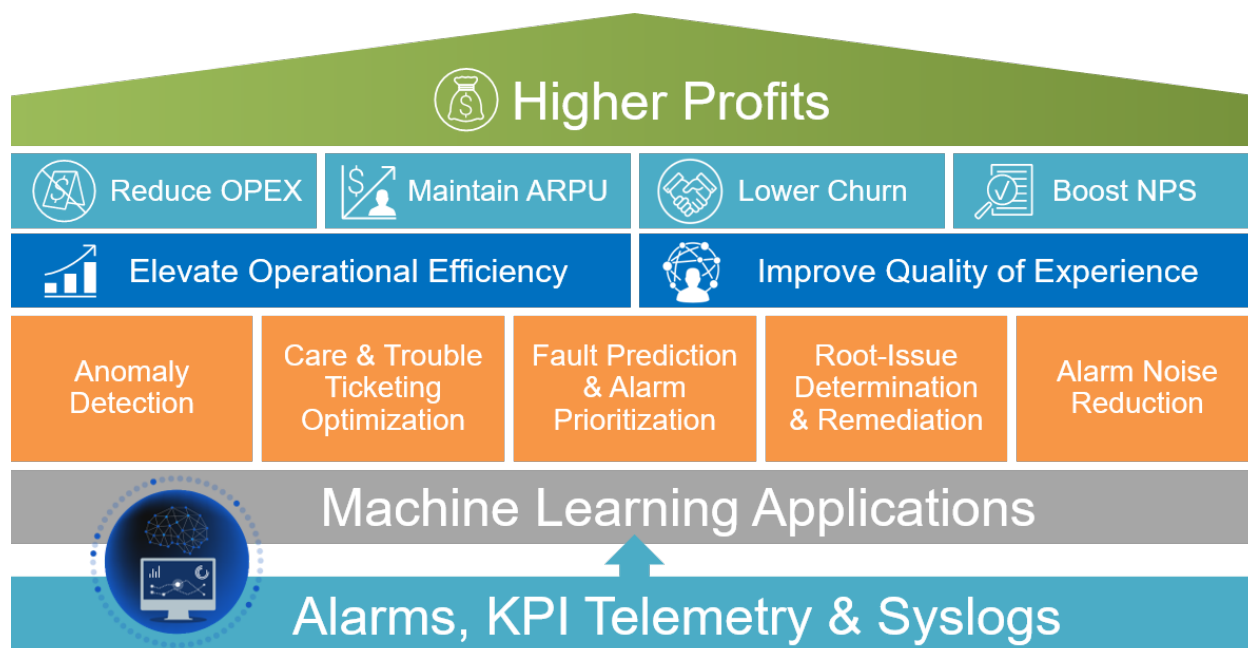 Higher Profits
Reduce OPEX
Maintain ARPU
Lower Churn
Boost NPS
Elevate Operational Efficiency
Improve Quality of Experience
Anomaly
Detection
Care & Trouble
Ticketing
Optimization
Fault Prediction
& Alarm
Prioritization
Root-Issue
Determination
& Remediation
Alarm Noise
Reduction
Machine Learning Applications
Alarms, KPI Telemetry & Syslogs